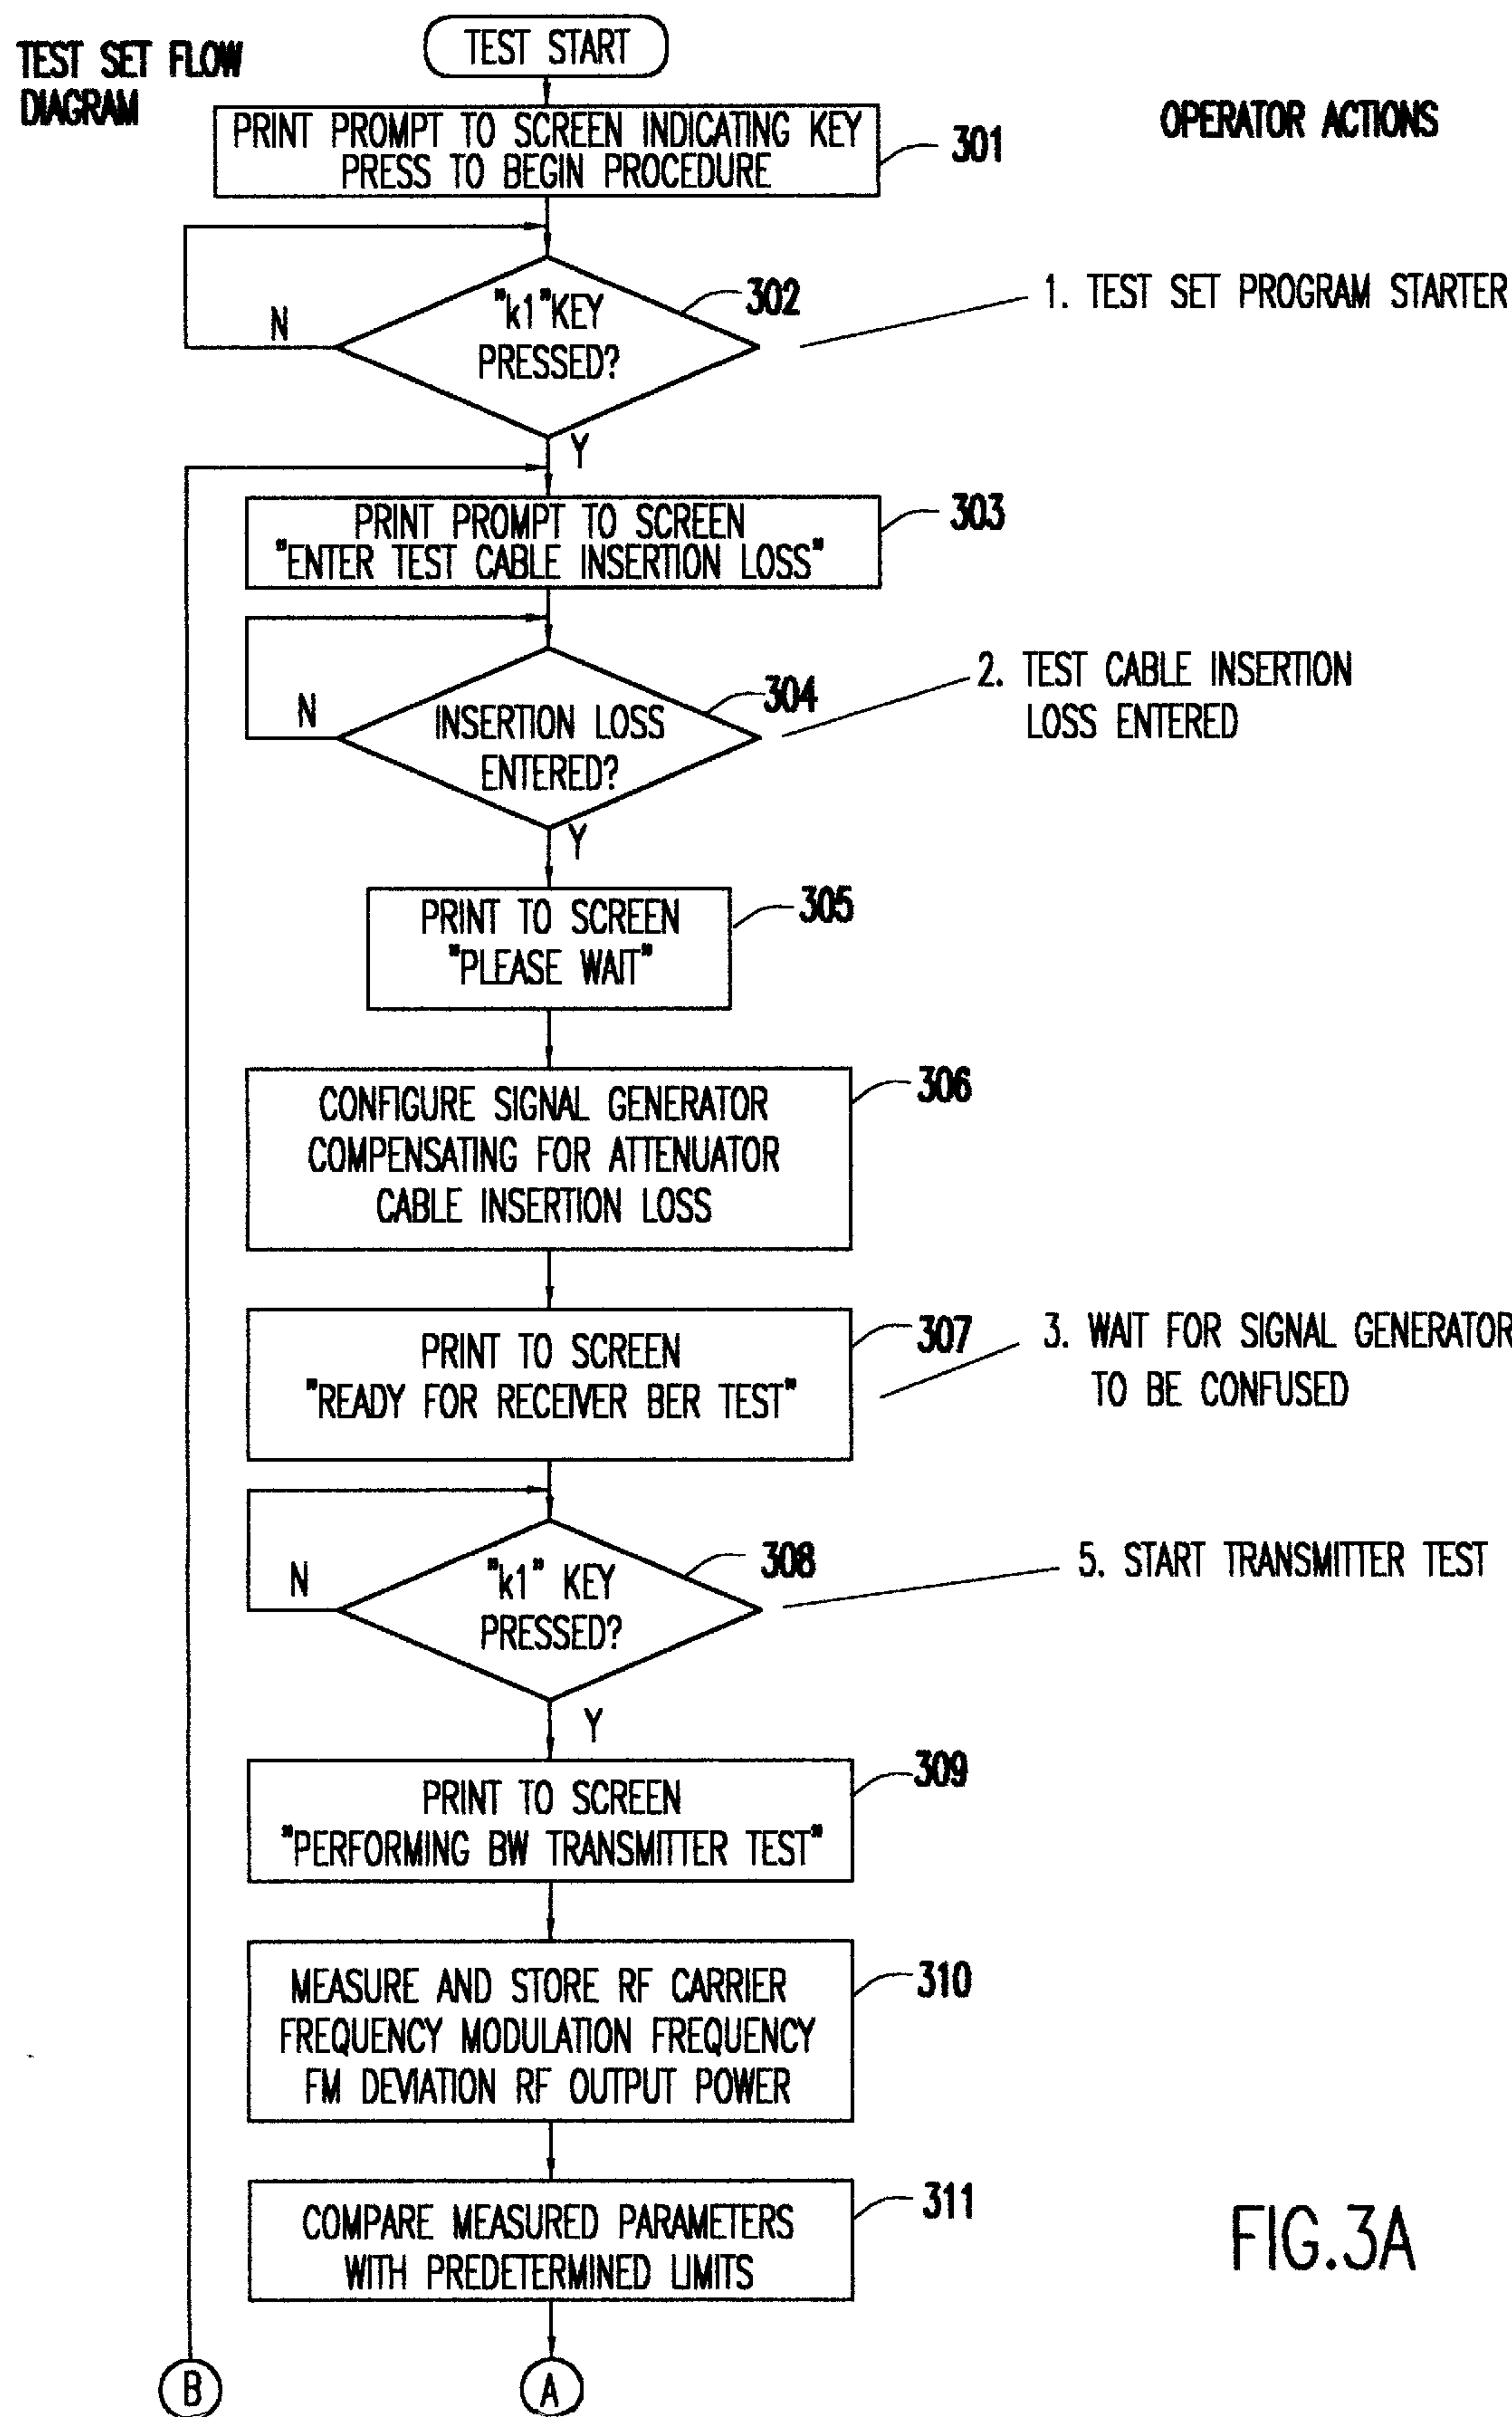 TEST SET FLOW
DIAGRAM
TEST START
OPERATOR ACTIONS
PRINT PROMPT TO SCREEN INDICATING KEY
PRESS TO BEGIN PROCEDURE
301
"k1"KEY
PRESSED?
302
N
Y
1. TEST SET PROGRAM STARTER
PRINT PROMPT TO SCREEN
"ENTER TEST CABLE INSERTION LOSS"
303
INSERTION LOSS
ENTERED?
304
N
Y
2. TEST CABLE INSERTION
LOSS ENTERED
PRINT TO SCREEN
"PLEASE WAIT"
305
CONFIGURE SIGNAL GENERATOR
COMPENSATING FOR ATTENUATOR
CABLE INSERTION LOSS
306
PRINT TO SCREEN
"READY FOR RECEIVER BER TEST"
307
3. WAIT FOR SIGNAL GENERATOR
TO BE CONFUSED
"k1" KEY
PRESSED?
308
N
Y
5. START TRANSMITTER TEST
PRINT TO SCREEN
"PERFORMING BW TRANSMITTER TEST"
309
MEASURE AND STORE RF CARRIER
FREQUENCY MODULATION FREQUENCY
FM DEVIATION RF OUTPUT POWER
310
COMPARE MEASURED PARAMETERS
WITH PREDETERMINED LIMITS
311
B
A
FIG.3A